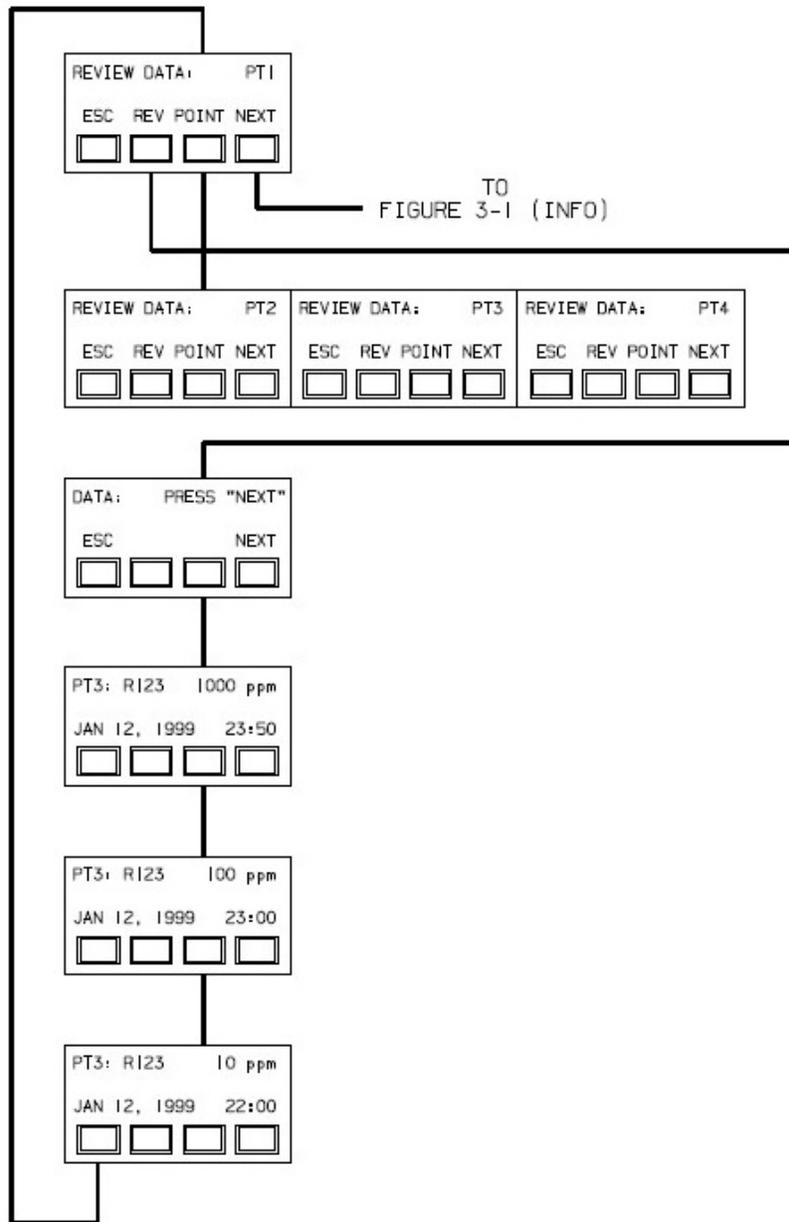 REVIEW DATA: PT1
ESC REV POINT NEXT
TO
FIGURE 3-1 (INFO)
REVIEW DATA: PT2
ESC REV POINT NEXT
REVIEW DATA: PT3
ESC REV POINT NEXT
REVIEW DATA: PT4
ESC REV POINT NEXT
DATA: PRESS "NEXT"
ESC NEXT
PT3: R123 1000 ppm
JAN 12, 1999 23:50
PT3: R123 100 ppm
JAN 12, 1999 23:00
PT3: R123 10 ppm
JAN 12, 1999 22:00